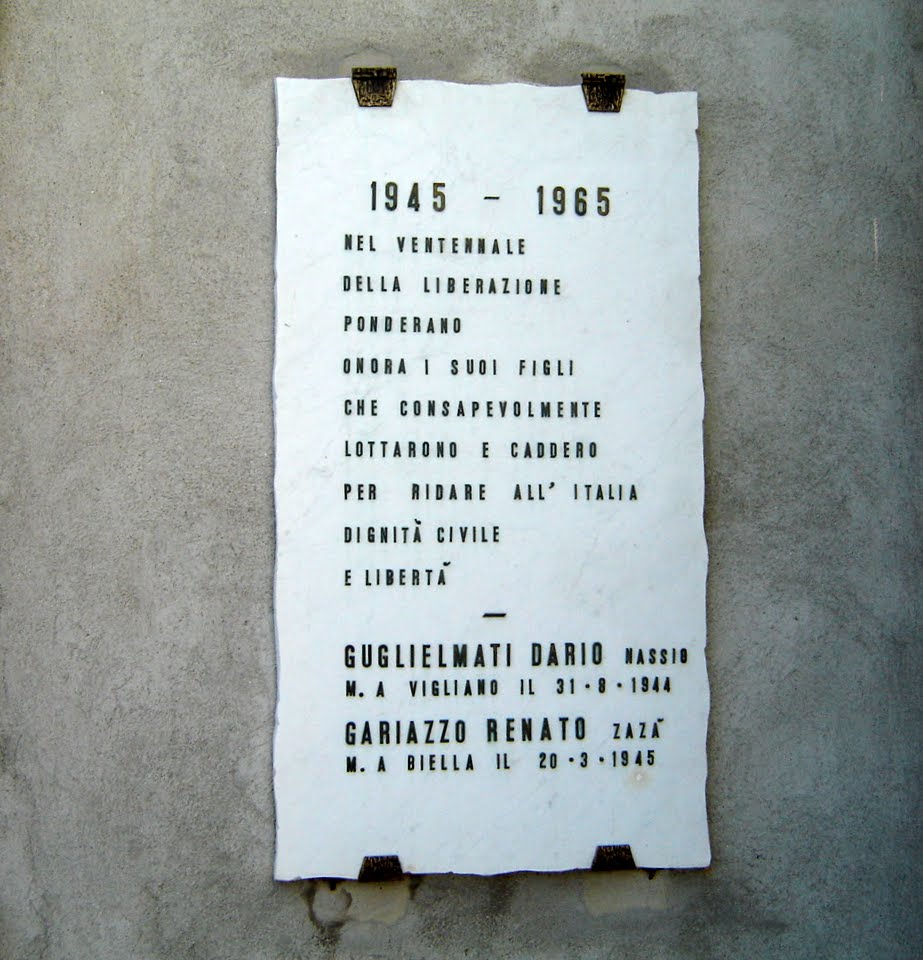 1945 - 1965
NEL VENTENNALE
DELLA LIBERAZIONE
PONDERANO
ONORA I SUOI FIGLI
CHE CONSAPEVOLMENTE
LOTTARONO E CADDERO
PER RIDARE ALL' ITALIA
DIGNITÀ CIVILE
E LIBERTÀ
—
GUGLIELMATI DARIO NASSIO
M. A VIGLIANO IL 31·8·1944
GARIAZZO RENATO ZAZÀ
M. A BIELLA IL 20·3·1945